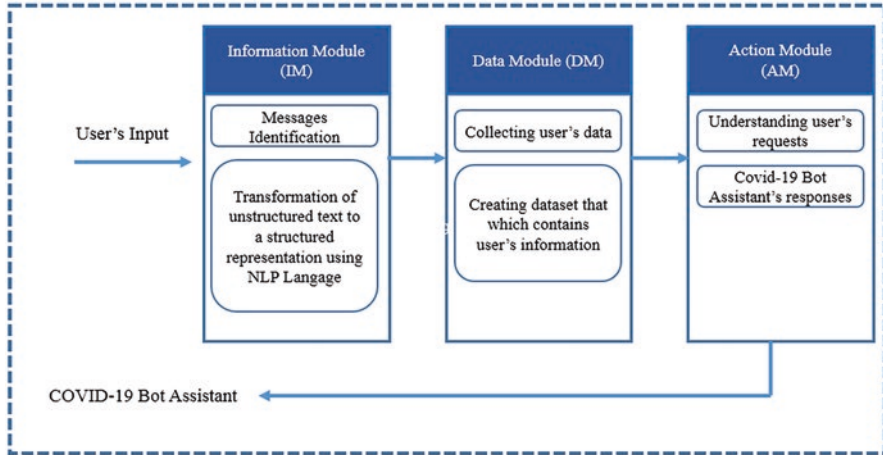 Information Module
(IM)
Data Module (DM)
Action Module
(AM)
User's Input
Messages
Identification
Transformation of
unstructured text to
a structured
representation using
NLP Langage
Collecting user's data
Creating dataset that
which contains
user's information
Understanding user's
requests
Covid-19 Bot
Assistant's responses
COVID-19 Bot Assistant